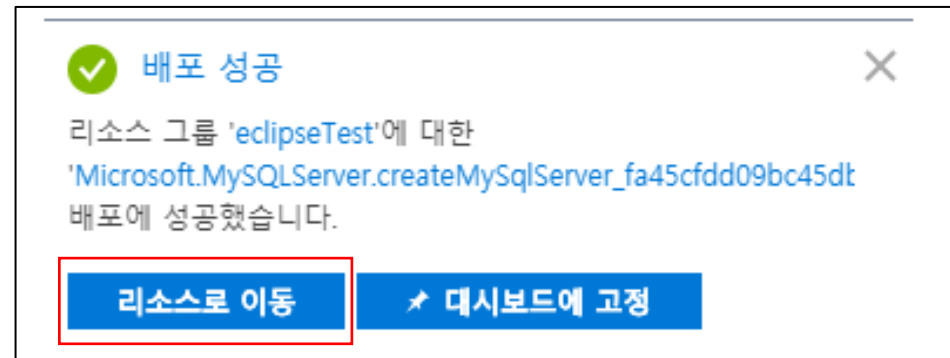 배포 성공
리소스 그룹 'eclipseTest'에 대한
'Microsoft.MySQLServer.createMySqlServer_fa45cfdd09bc45db
배포에 성공했습니다.
리소스로 이동
대시보드에 고정